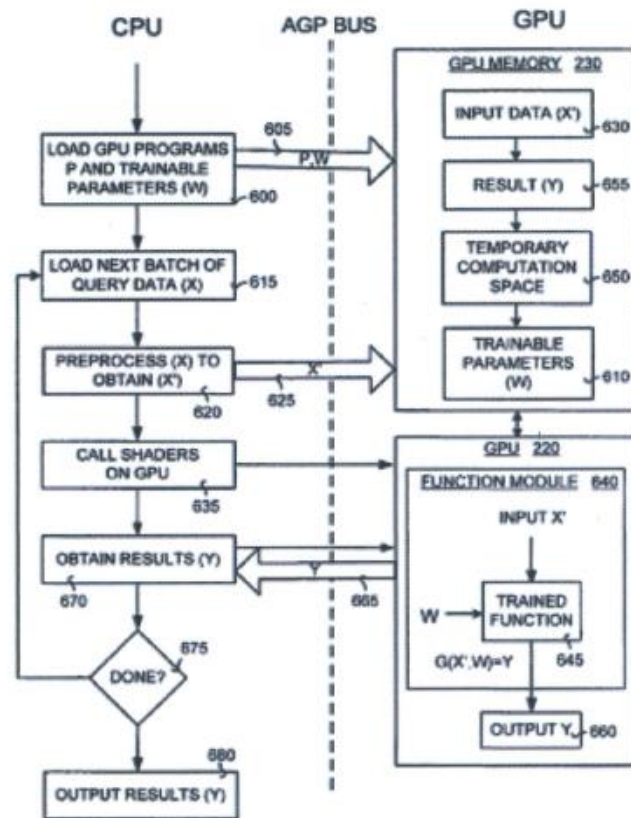 CPU
AGP BUS
GPU
GPU MEMORY 230
605
LOAD GPU PROGRAMS
P AND TRAINABLE
PARAMETERS (W)
600
P,W
INPUT DATA (X')
630
RESULT (Y)
655
LOAD NEXT BATCH OF
QUERY DATA (X)
615
TEMPORARY
COMPUTATION
SPACE
650
PREPROCESS (X) TO
OBTAIN (X')
620
625
X'
TRAINABLE
PARAMETERS
(W)
610
CALL SHADERS
ON GPU
635
GPU 220
FUNCTION MODULE 640
INPUT X'
OBTAIN RESULTS (Y)
670
Y
665
W
TRAINED
FUNCTION
645
G(X',W)=Y
DONE?
675
OUTPUT Y
660
680
OUTPUT RESULTS (Y)